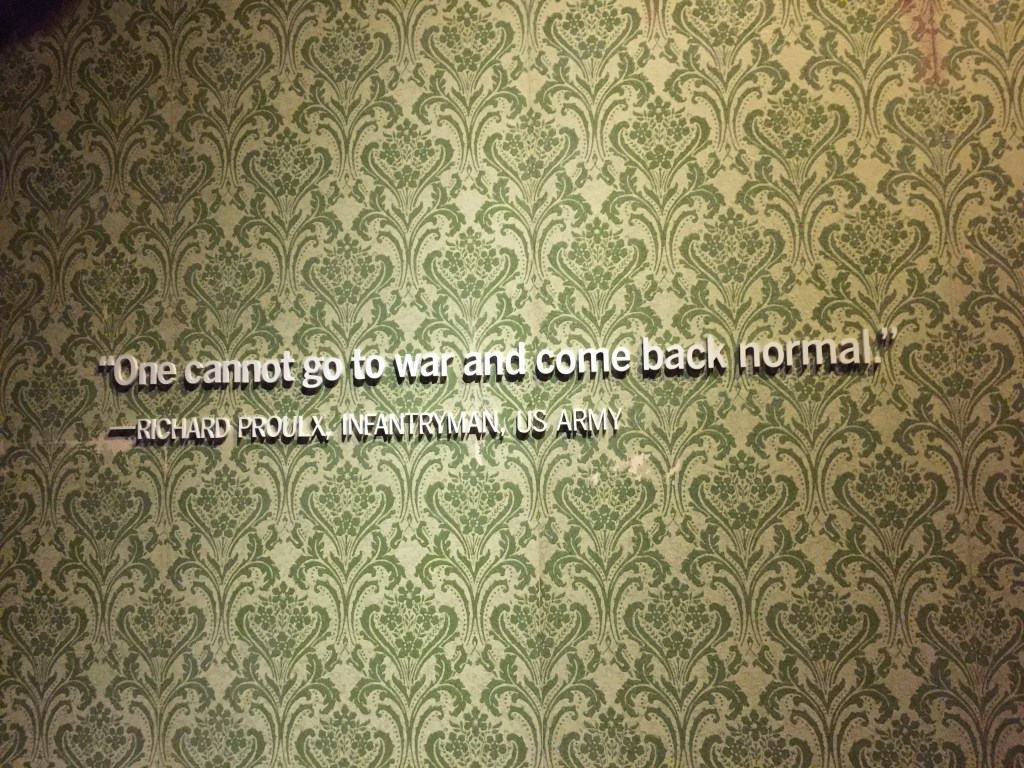 “One cannot go to war and come back normal.”
—RICHARD PROULX, INFANTRYMAN, US ARMY